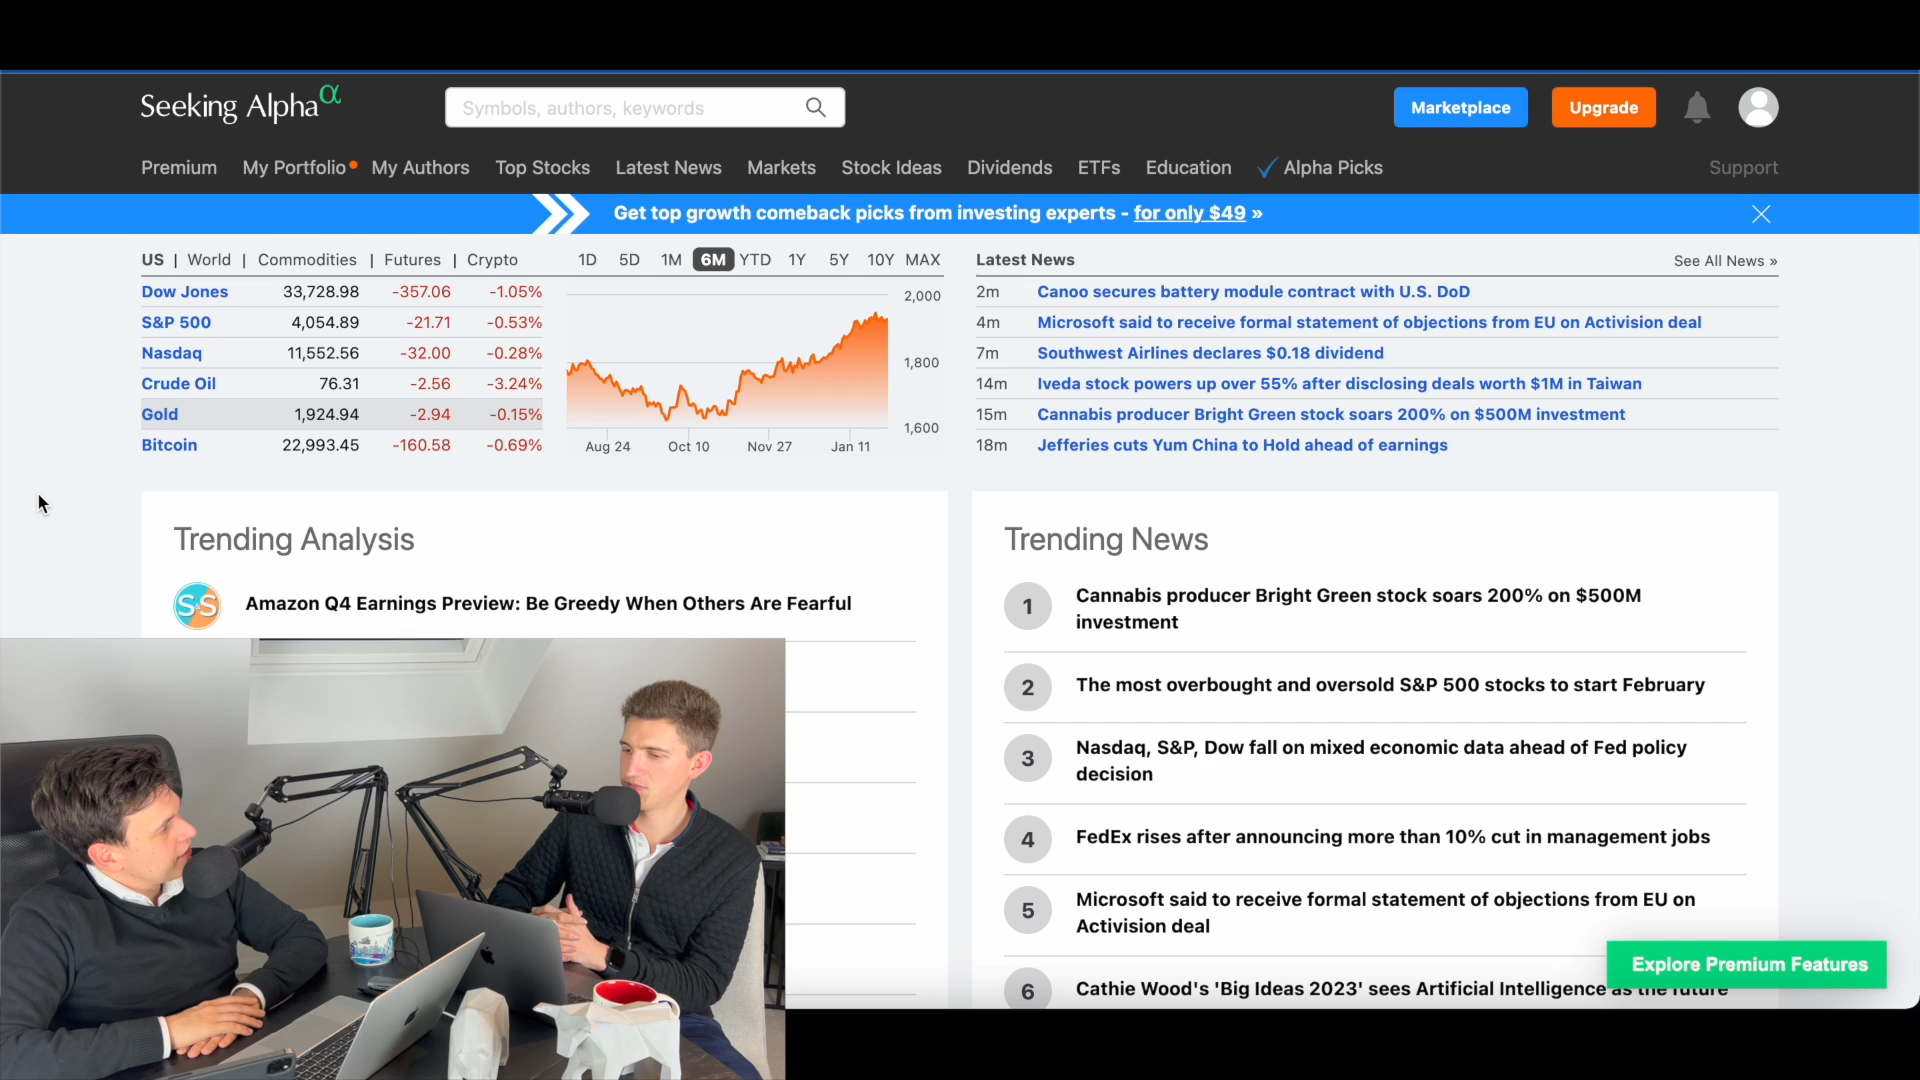 Seeking Alpha α
Symbols, authors, keywords
Marketplace
Upgrade
Premium My Portfolio My Authors Top Stocks Latest News Markets Stock Ideas Dividends ETFs Education Alpha Picks Support
Get top growth comeback picks from investing experts - for only $49 »
US | World | Commodities | Futures | Crypto
Dow Jones 33,728.98 -357.06 -1.05%
S&P 500 4,054.89 -21.71 -0.53%
Nasdaq 11,552.56 -32.00 -0.28%
Crude Oil 76.31 -2.56 -3.24%
Gold 1,924.94 -2.94 -0.15%
Bitcoin 22,993.45 -160.58 -0.69%
1D 5D 1M 6M YTD 1Y 5Y 10Y MAX
2,000
1,800
1,600
Aug 24 Oct 10 Nov 27 Jan 11
Latest News See All News »
2m Canoo secures battery module contract with U.S. DoD
4m Microsoft said to receive formal statement of objections from EU on Activision deal
7m Southwest Airlines declares $0.18 dividend
14m Iveda stock powers up over 55% after disclosing deals worth $1M in Taiwan
15m Cannabis producer Bright Green stock soars 200% on $500M investment
18m Jefferies cuts Yum China to Hold ahead of earnings
Trending Analysis
S&S
Amazon Q4 Earnings Preview: Be Greedy When Others Are Fearful
Trending News
1 Cannabis producer Bright Green stock soars 200% on $500M
investment
2 The most overbought and oversold S&P 500 stocks to start February
3 Nasdaq, S&P, Dow fall on mixed economic data ahead of Fed policy
decision
4 FedEx rises after announcing more than 10% cut in management jobs
5 Microsoft said to receive formal statement of objections from EU on
Activision deal
6 Cathie Wood's 'Big Ideas 2023' sees Artificial Intelligence as the future
Explore Premium Features